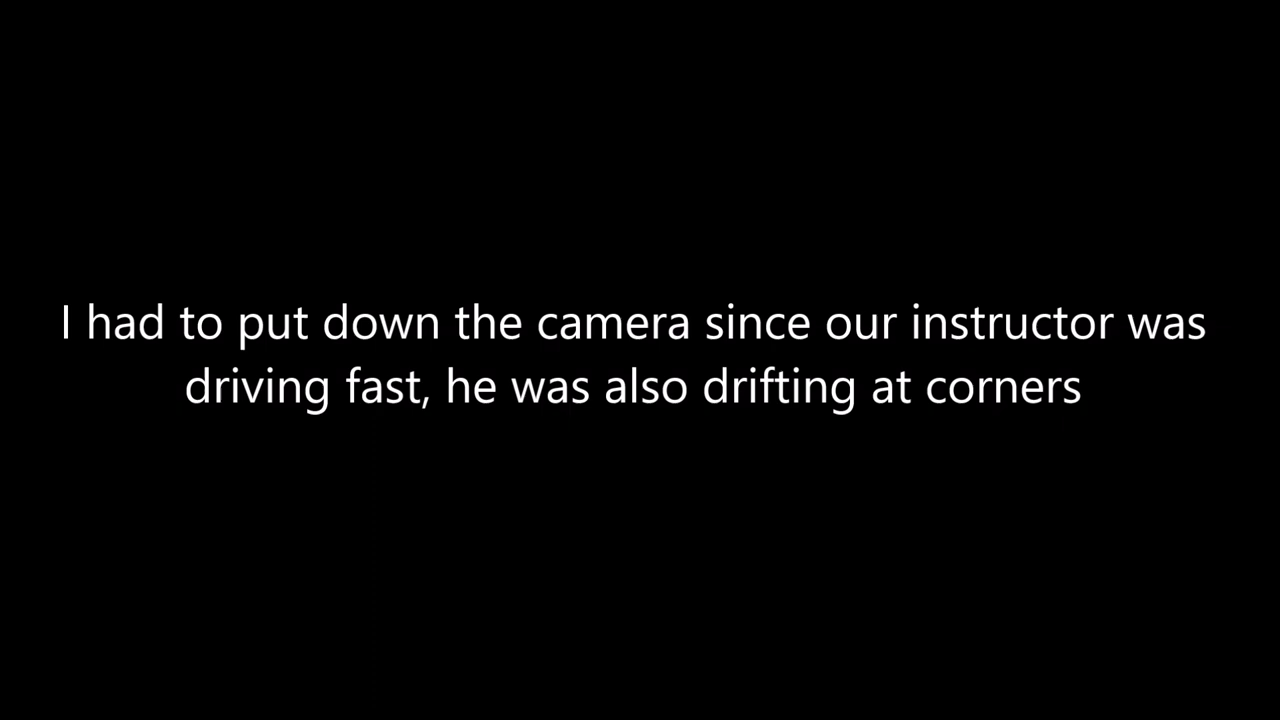 I had to put down the camera since our instructor was
driving fast, he was also drifting at corners